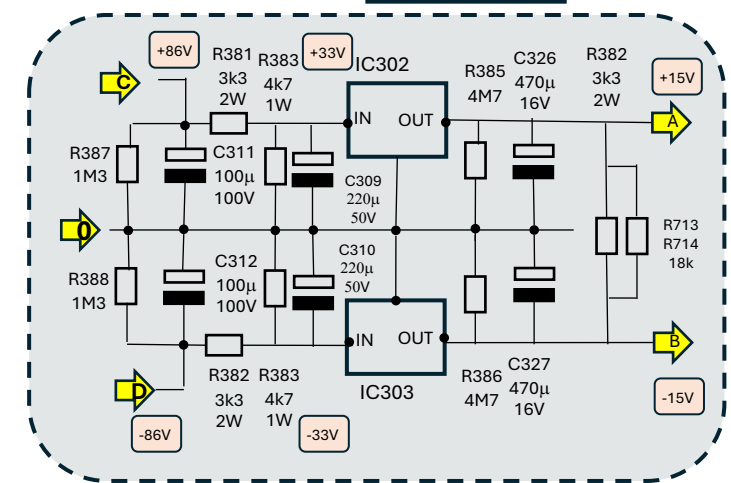 +86V
R381
3k3
2W
R383
4k7
1W
+33V
IC302
R385
4M7
C326
470µ
16V
R382
3k3
2W
+15V
C
IN
OUT
A
R387
1M3
C311
100µ
100V
C309
220µ
50V
0
R713
R714
18k
R388
1M3
C312
100µ
100V
C310
220µ
50V
IN
OUT
B
D
R382
3k3
2W
R383
4k7
1W
IC303
R386
4M7
C327
470µ
16V
-86V
-33V
-15V